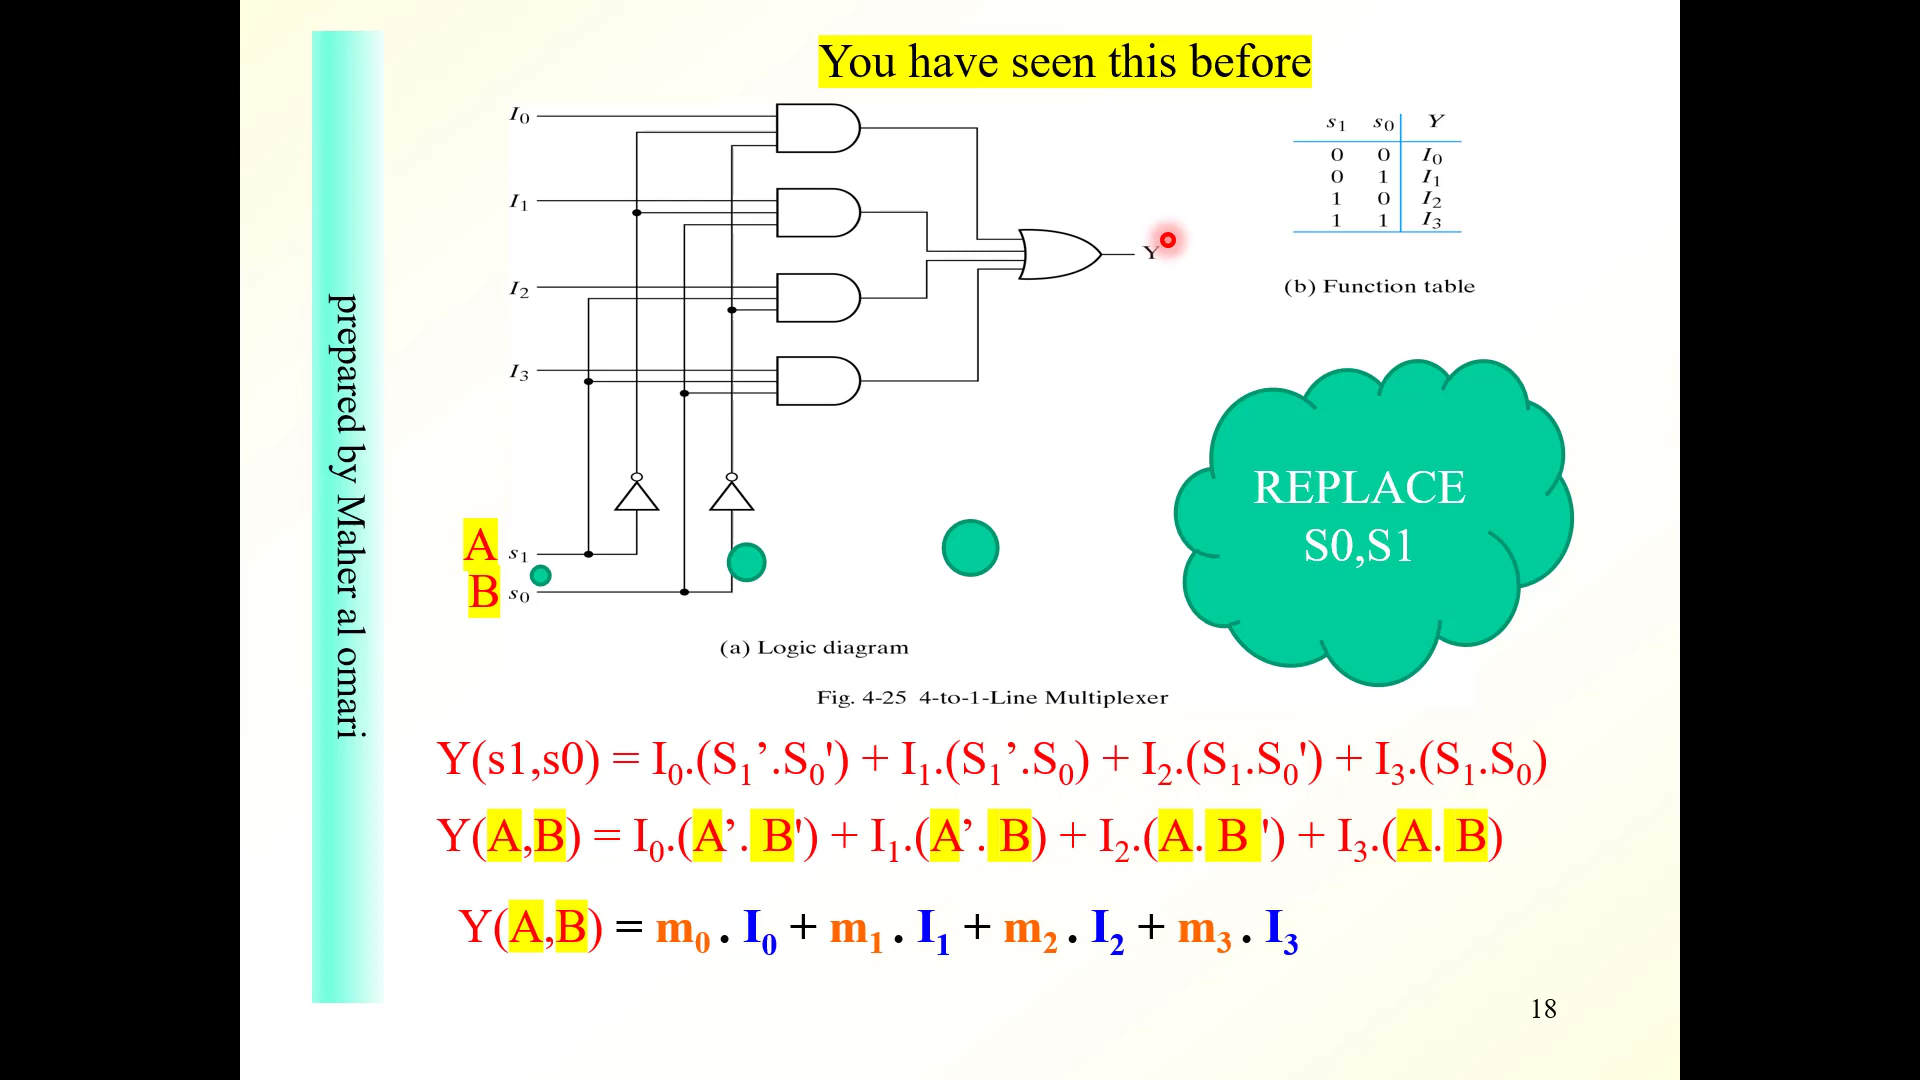 You have seen this before
I₀
I₁
I₂
I₃
Y
A s₁
B s₀
(a) Logic diagram
s₁ s₀ Y
0 0 I₀
0 1 I₁
1 0 I₂
1 1 I₃
(b) Function table
REPLACE
S0,S1
Fig. 4-25 4-to-1-Line Multiplexer
Y(s1,s0) = I₀.(S₁’.S₀') + I₁.(S₁’.S₀) + I₂.(S₁.S₀') + I₃.(S₁.S₀)
Y(A,B) = I₀.(A’. B') + I₁.(A’. B) + I₂.(A. B ') + I₃.(A. B)
Y(A,B) = m₀ . I₀ + m₁ . I₁ + m₂ . I₂ + m₃ . I₃
prepared by Maher al omari
18